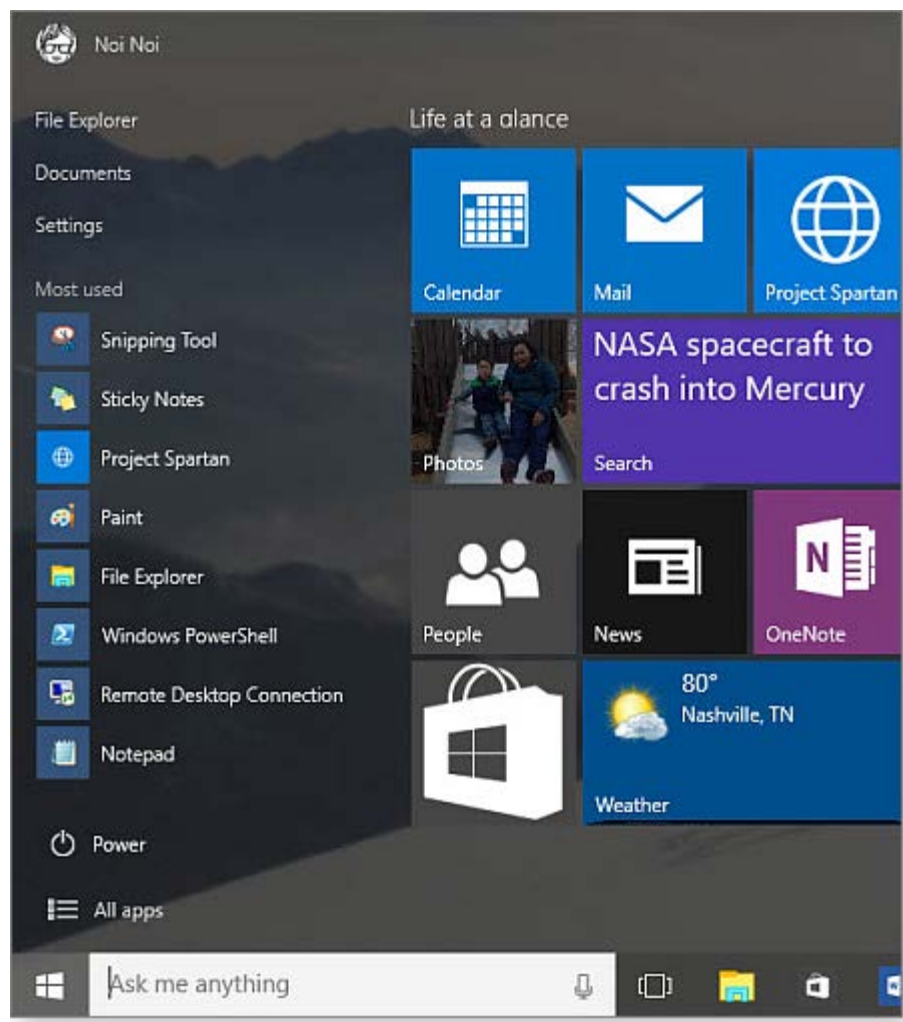 Noi Noi
File Explorer
Documents
Settings
Most used
Snipping Tool
Sticky Notes
Project Spartan
Paint
File Explorer
Windows PowerShell
Remote Desktop Connection
Notepad
Power
All apps
Life at a glance
Calendar
Mail
Project Spartan
Photos
NASA spacecraft to
crash into Mercury
Search
People
News
N
OneNote
80°
Nashville, TN
Weather
Ask me anything